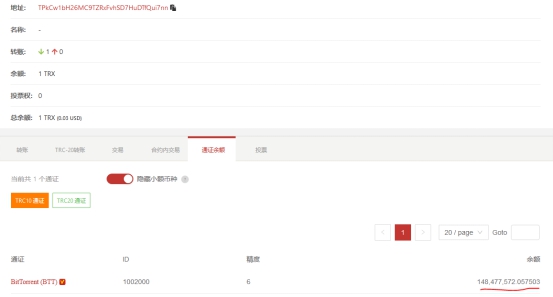 地址: TPkCw1bH26MC9TZRxFvhSD7HuDTfQui7nn
名称: -
转账: 1 0
余额: 1 TRX
投票权: 0
总余额: 1 TRX (0.03 USD)
转账 TRC-20转账 交易 合约内交易 通证余额 投票
当前共 1 个通证 隐藏小额币种
TRC10 通证 TRC20 通证
1 20 / page Goto
通证 ID 精度 余额
BitTorrent (BTT) 1002000 6 148,477,572.057503